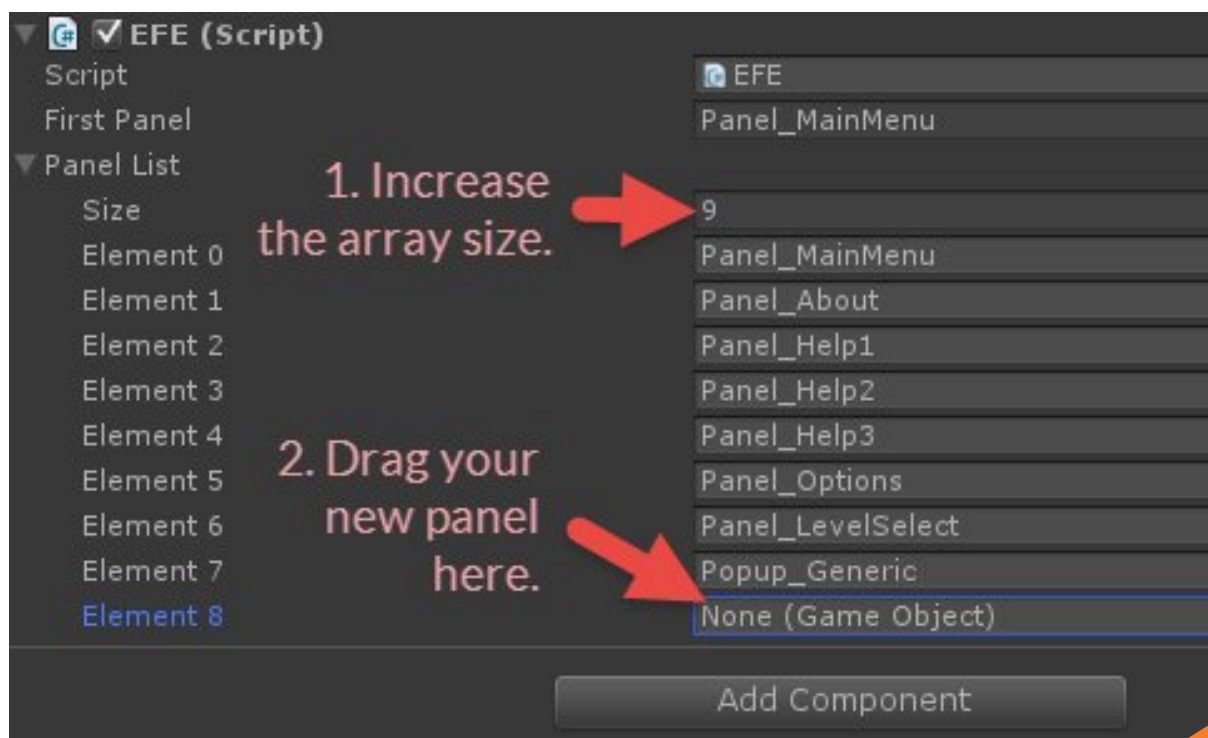 EFE (Script)
Script EFE
First Panel Panel_MainMenu
Panel List
1. Increase
the array size.
Size 9
Element 0 Panel_MainMenu
Element 1 Panel_About
Element 2 Panel_Help1
Element 3 Panel_Help2
Element 4 Panel_Help3
2. Drag your
new panel
here.
Element 5 Panel_Options
Element 6 Panel_LevelSelect
Element 7 Popup_Generic
Element 8 None (Game Object)
Add Component